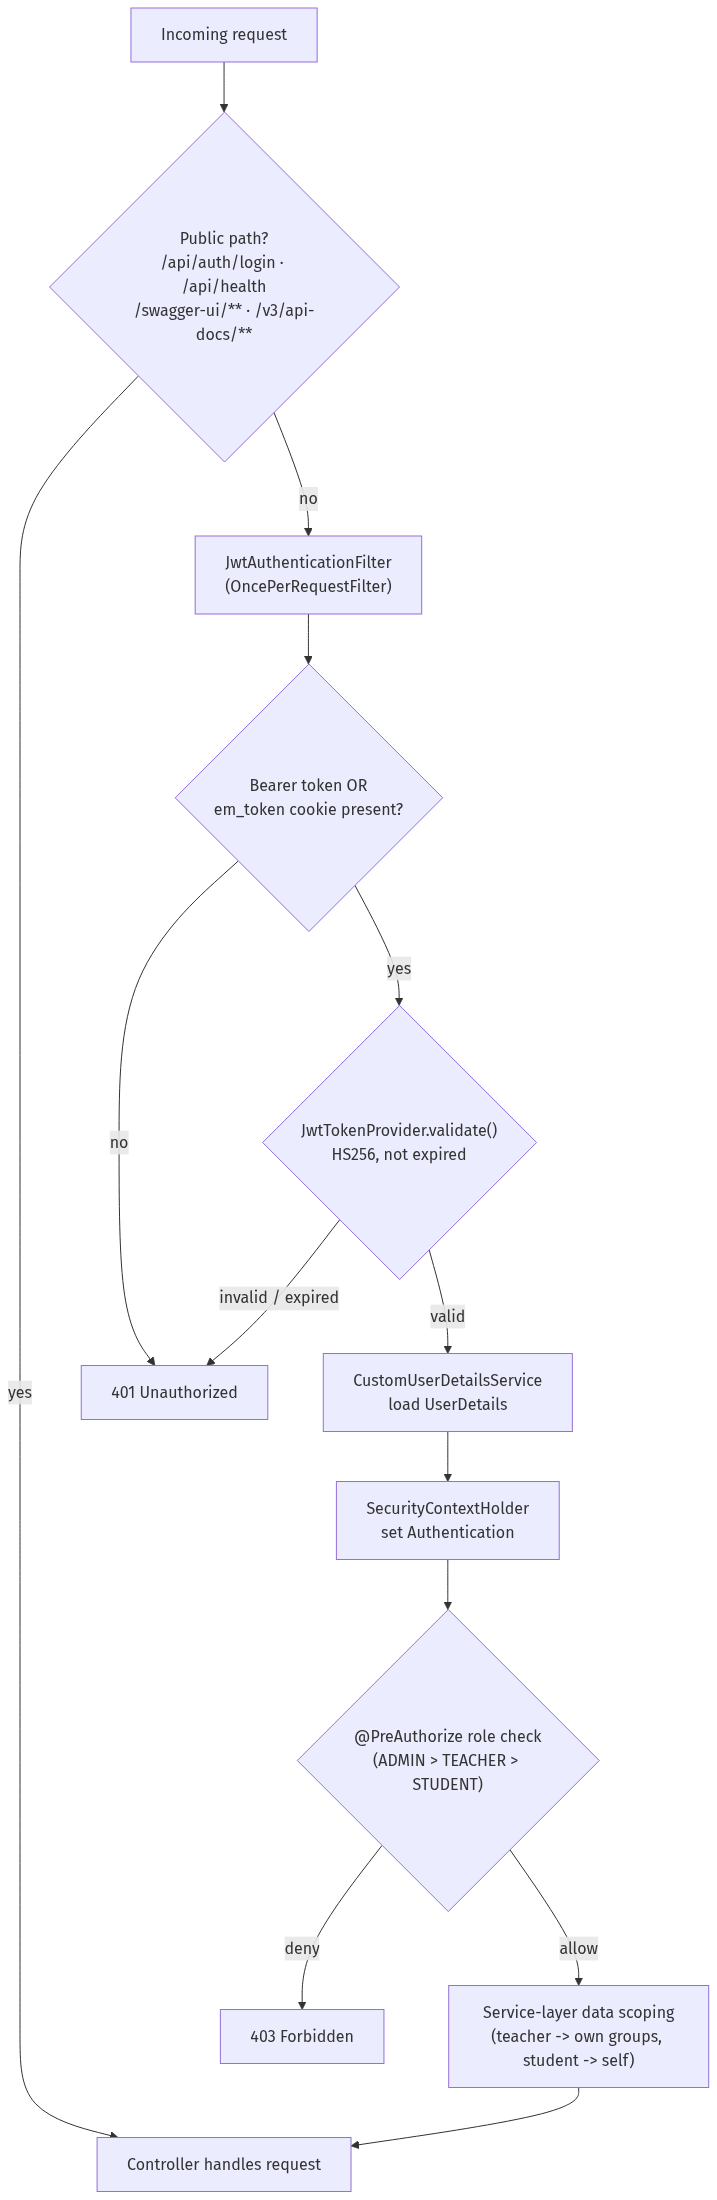 Incoming request
Public path?
/api/auth/login ·
/api/health
/swagger-ui/** · /v3/api-
docs/**
no
JwtAuthenticationFilter
(OncePerRequestFilter)
Bearer token OR
em_token cookie present?
yes
no
JwtTokenProvider.validate()
HS256, not expired
invalid / expired
valid
yes
401 Unauthorized
CustomUserDetailsService
load UserDetails
SecurityContextHolder
set Authentication
@PreAuthorize role check
(ADMIN > TEACHER >
STUDENT)
deny
allow
403 Forbidden
Service-layer data scoping
(teacher -> own groups,
student -> self)
Controller handles request